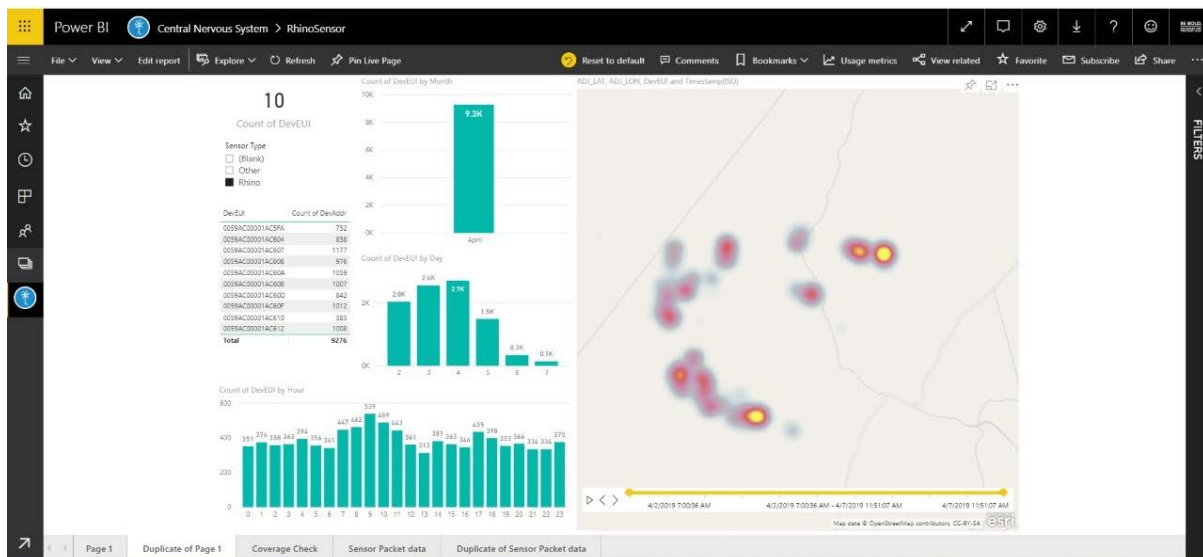 Power BI
Central Nervous System > RhinoSensor
File View Edit report Explore Refresh Pin Live Page Reset to default Comments Bookmarks Usage metrics View related Favorite Subscribe Share
10
Count of DevEUI
Sensor Type
(Blank)
Other
Rhino
DevEUI Count of DevAddr
0059AC00001AC5FA 752
0059AC00001AC604 858
0059AC00001AC607 1177
976
0059AC00001AC60A 1059
0059AC00001AC60B 1007
0059AC00001AC60D 842
0059AC00001AC60F 1012
0059AC00001AC610 565
0059AC00001AC612 1008
Total 9276
Count of DevEUI by Month
10K
8K
6K
4K
2K
0K
9.3K
April
Count of DevEUI by Day
2K
0K
2.0K 2.6K 2.7K 1.5K 0.3K 0.1K
2 3 4 5 6 7
Count of DevEUI by Hour
600
400
200
0
351 374 358 363 394 356 341 447 462 539 489 443 361 313 381 363 346 435 398 353 366 334 334 375
0 1 2 3 4 5 6 7 8 9 10 11 12 13 14 15 16 17 18 19 20 21 22 23
ADJ_LAT, ADJ_LON, DevEUI and Timestamp(ISO)
FILTERS
4/2/2019 7:00:36 AM 4/2/2019 7:00:36 AM - 4/7/2019 11:51:07 AM 4/7/2019 11:51:07 AM
Map data © OpenStreetMap contributors, CC-BY-SA esri
Page 1 Duplicate of Page 1 Coverage Check Sensor Packet data Duplicate of Sensor Packet data